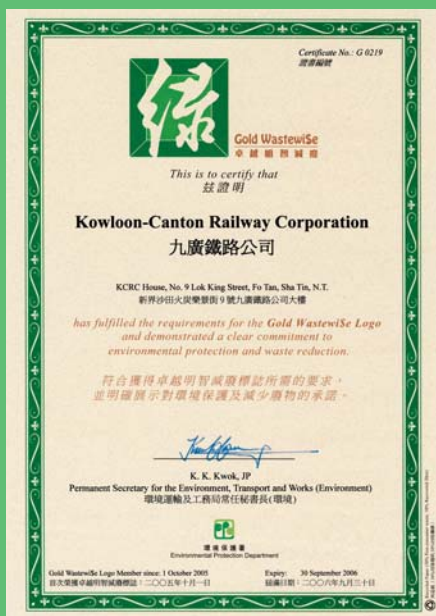 Certificate No.: G 0219
證書編號
綠
Gold Wastewi$e
卓越明智減廢
This is to certify that
茲證明
Kowloon-Canton Railway Corporation
九廣鐵路公司
KCRC House, No. 9 Lok King Street, Fo Tan, Sha Tin, N.T.
新界沙田火炭樂景街9號九廣鐵路公司大樓
has fulfilled the requirements for the Gold Wastewi$e Logo
and demonstrated a clear commitment to
environmental protection and waste reduction.
符合獲得卓越明智減廢標誌所需的要求，
並明確展示對環境保護及減少廢物的承諾。
K. K. Kwok, JP
Permanent Secretary for the Environment, Transport and Works (Environment)
環境運輸及工務局常任秘書長(環境)
環境保護署
Environmental Protection Department
Gold Wastewi$e Logo Member since: 1 October 2005
首次榮獲卓越明智減廢標誌：二〇〇五年十月一日
Expiry: 30 September 2006
屆滿日期：二〇〇六年九月三十日